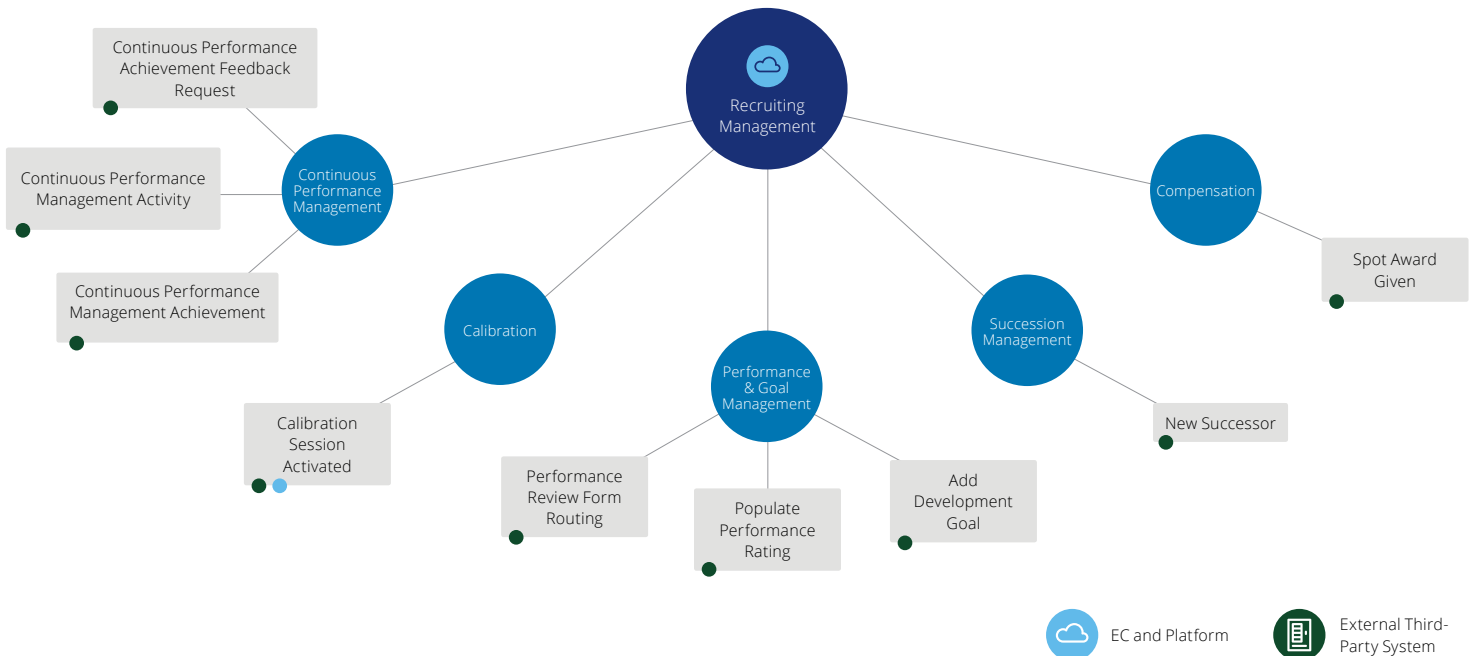 Continuous Performance
Achievement Feedback
Request
Recruiting
Management
Continuous Performance
Management Activity
Continuous
Performance
Management
Compensation
Continuous Performance
Management Achievement
Spot Award
Given
Calibration
Succession
Management
Performance
& Goal
Management
Calibration
Session
Activated
New Successor
Performance
Review Form
Routing
Populate
Performance
Rating
Add
Development
Goal
EC and Platform
External Third-
Party System